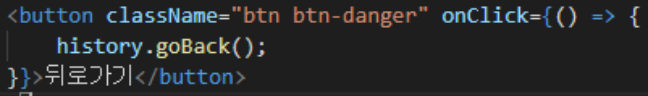 <button className="btn btn-danger" onClick={() => {
    history.goBack();
}}>뒤로가기</button>